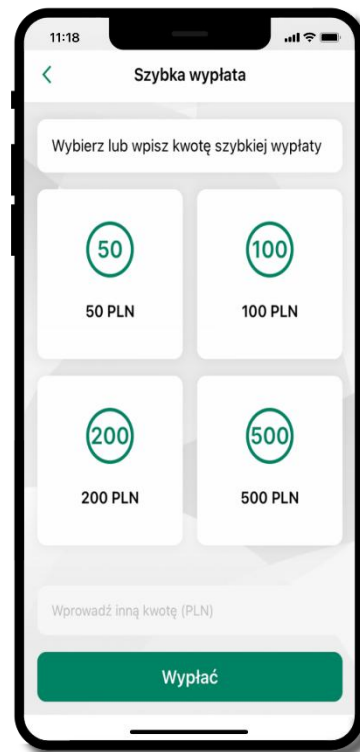 11:18
Szybka wypłata
Wybierz lub wpisz kwotę szybkiej wypłaty
50
100
50 PLN
100 PLN
200
500
200 PLN
500 PLN
Wprowadź inną kwotę (PLN)
Wypłać